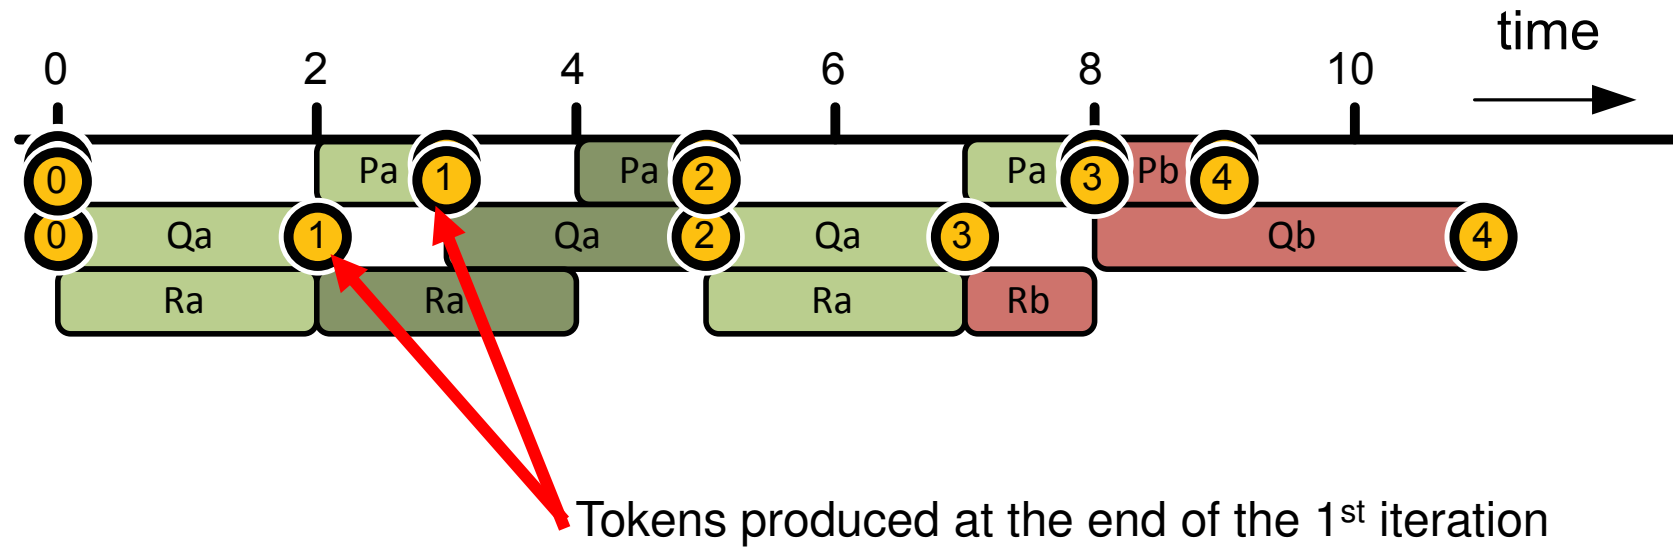 time
0 2 4 6 8 10
0 Pa 1 Pa 2 Pa 3 Pb 4
0 Qa 1 Qa 2 Qa 3 Qb 4
Ra Ra Ra Rb
Tokens produced at the end of the 1st iteration